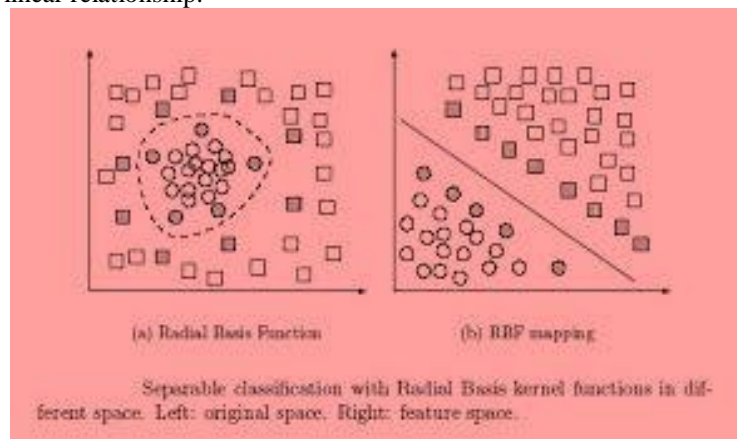 linear relationship.
(a) Radial Basis Function
(b) RBF mapping
Separable classification with Radial Basis kernel functions in dif-
ferent space. Left: original space. Right: feature space.